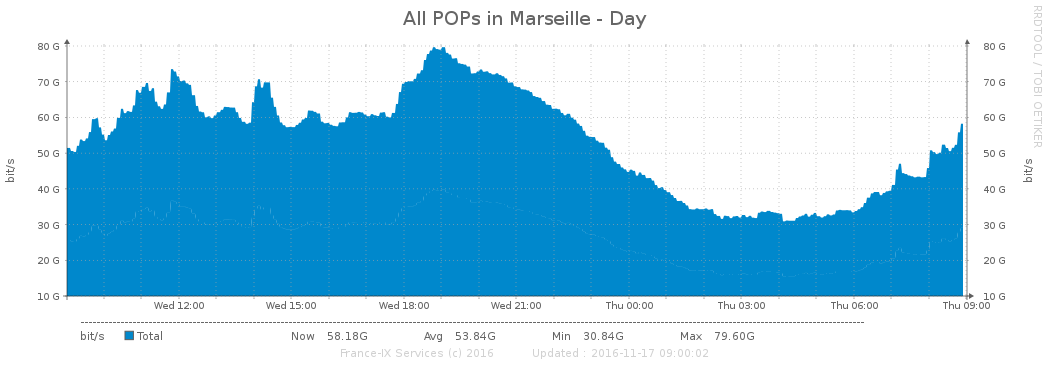 All POPs in Marseille - Day
RRDTOOL / TOBI OETIKER
80 G 80 G
70 G 70 G
60 G 60 G
50 G 50 G
40 G 40 G
30 G 30 G
20 G 20 G
10 G 10 G
bit/s bit/s
Wed 12:00 Wed 15:00 Wed 18:00 Wed 21:00 Thu 00:00 Thu 03:00 Thu 06:00 Thu 09:00
bit/s Total Now 58.18G Avg 53.84G Min 30.84G Max 79.60G
France-IX Services (c) 2016 Updated : 2016-11-17 09:00:02